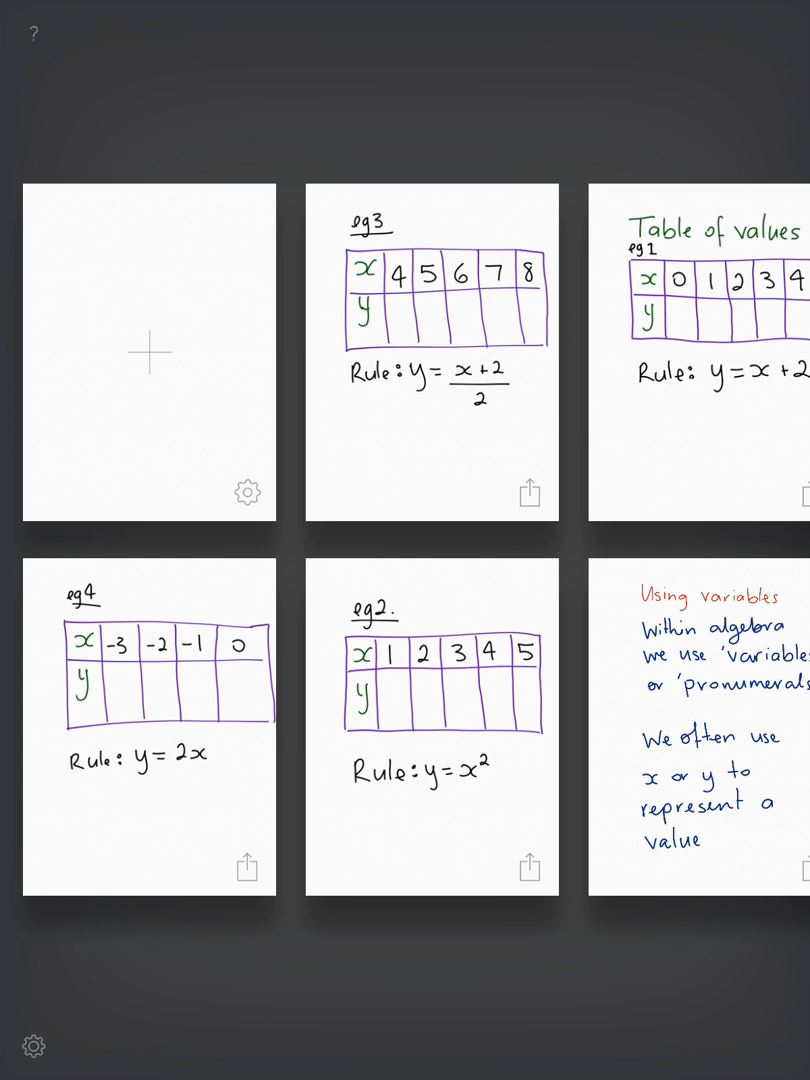 ?
eg3
x 4 5 6 7 8
y
Rule: y = x+2
2
Table of values
eg1
x 0 1 2 3 4
y
Rule: y = x + 2
eg4
x -3 -2 -1 0
y
Rule: y = 2x
eg2.
x 1 2 3 4 5
y
Rule: y = x²
Using variables
Within algebra
we use 'variables
or 'pronumerals
We often use
x or y to
represent a
value